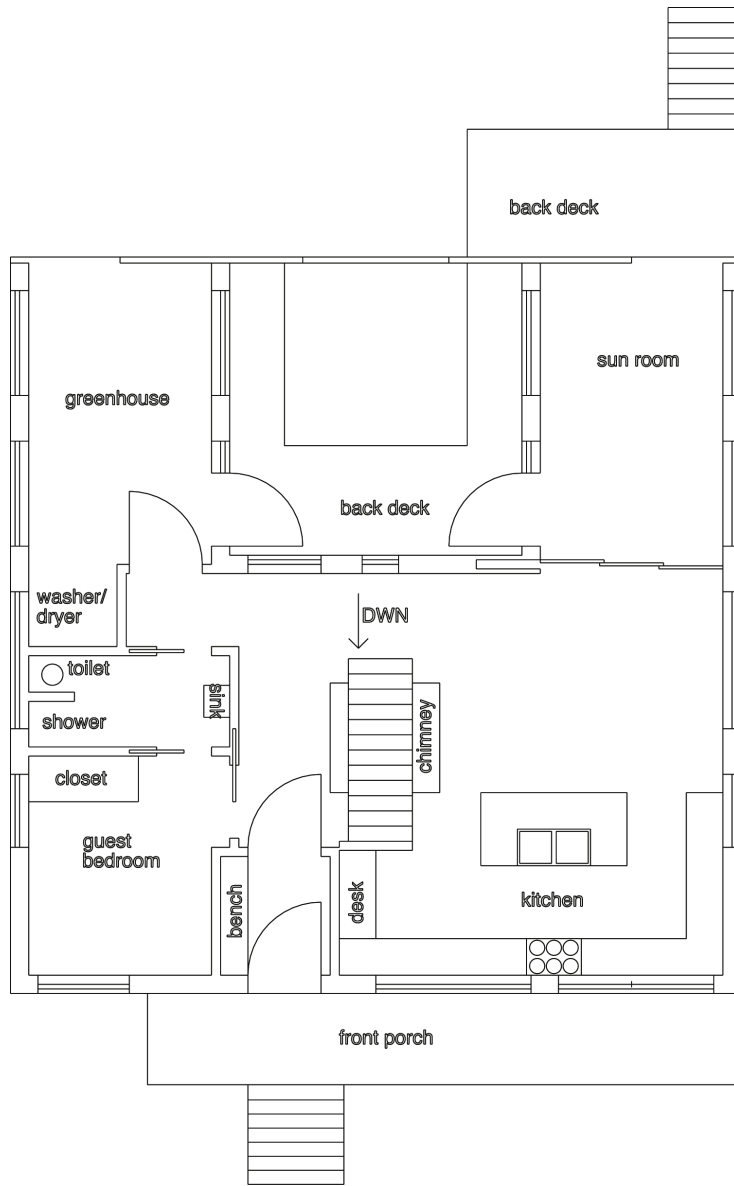 back deck
sun room
greenhouse
back deck
washer/
dryer
DWN
toilet
sink
shower
chimney
closet
guest
bedroom
bench
desk
kitchen
front porch